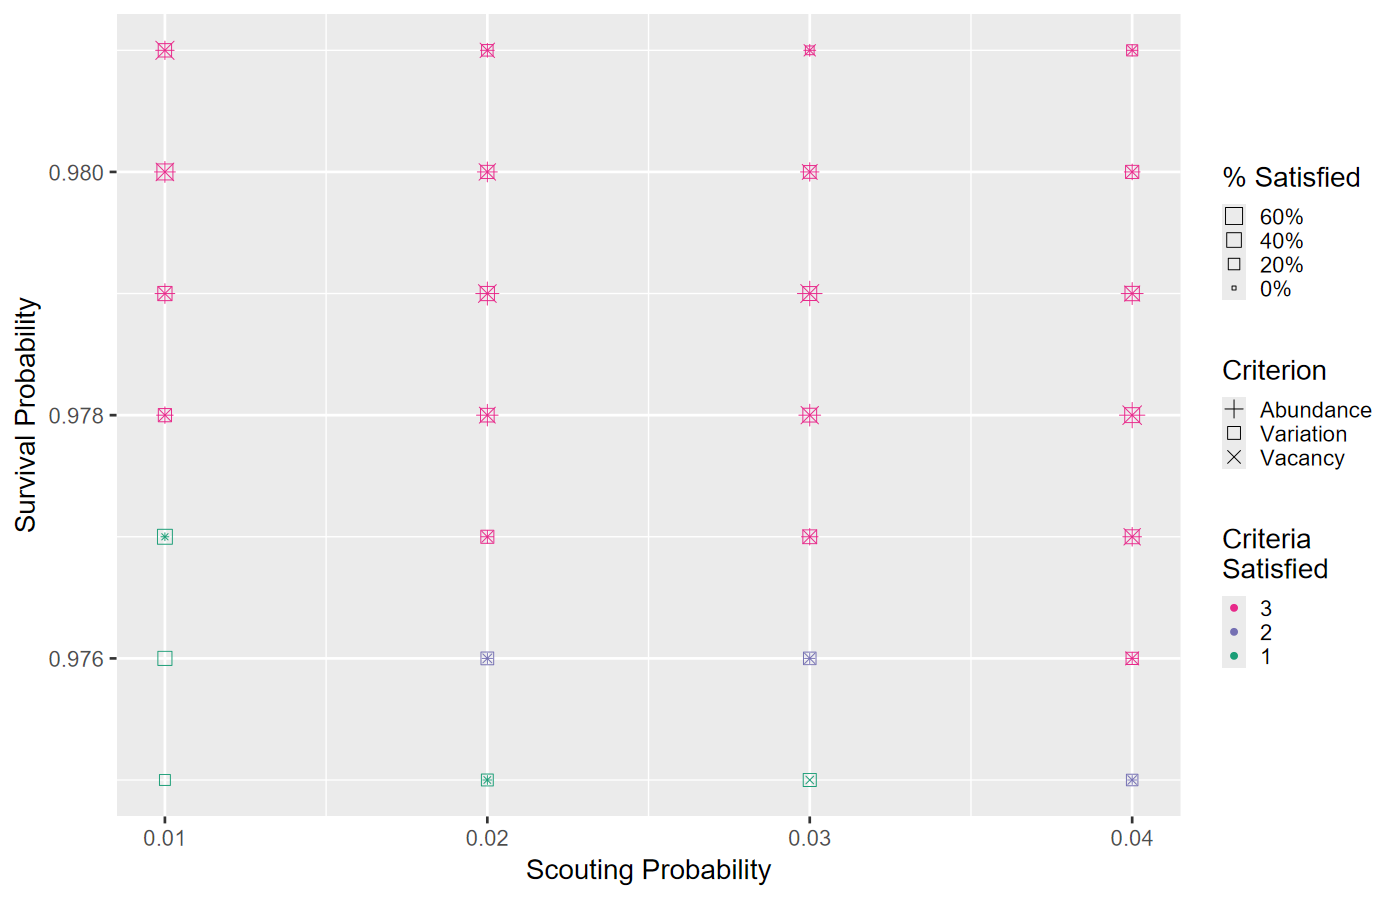 Survival Probability
0.980
0.978
0.976
0.01
0.02
0.03
0.04
Scouting Probability
% Satisfied
60%
40%
20%
0%
Criterion
Abundance
Variation
Vacancy
Criteria
Satisfied
3
2
1